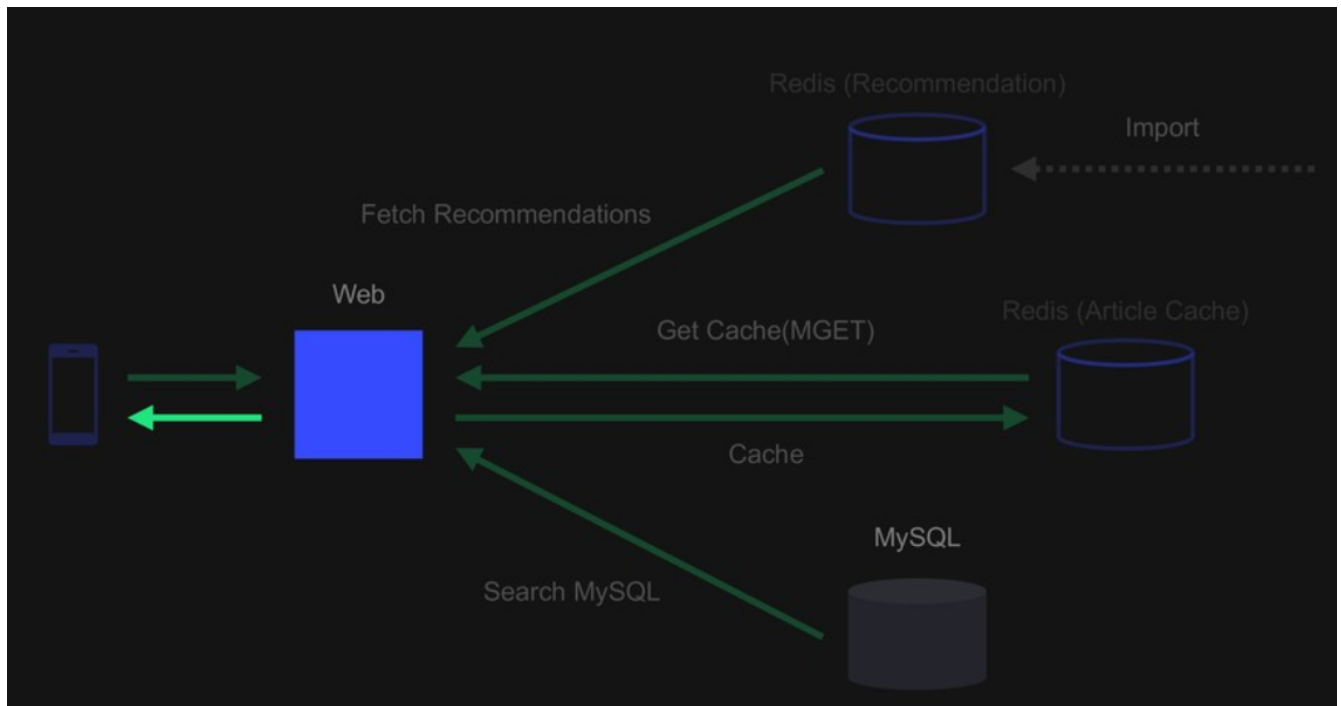 Redis (Recommendation)
Import
Fetch Recommendations
Web
Redis (Article Cache)
Get Cache(MGET)
Cache
MySQL
Search MySQL